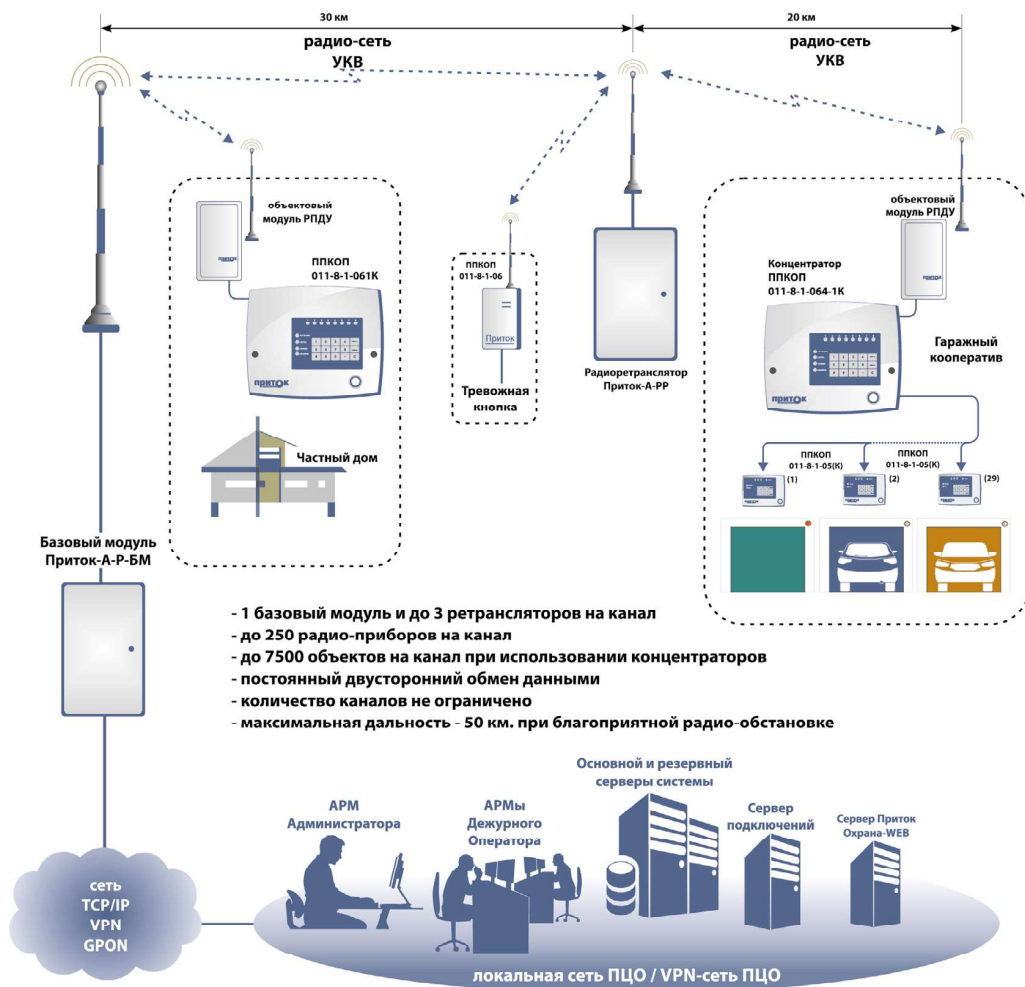 30 км
20 км
радио-сеть
УКВ
радио-сеть
УКВ
объектовый
модуль РПДУ
приток
ППКОП
011-8-1-061К
приток
Частный дом
ППКОП
011-8-1-06
Приток
Тревожная
кнопка
Радиоретранслятор
Приток-А-РР
объектовый
модуль РПДУ
приток
Концентратор
ППКОП
011-8-1-064-1К
приток
Гаражный
кооператив
ППКОП
011-8-1-05(К)
ППКОП
011-8-1-05(К)
(1)
(2)
(29)
Базовый модуль
Приток-А-Р-БМ
- 1 базовый модуль и до 3 ретрансляторов на канал
- до 250 радио-приборов на канал
- до 7500 объектов на канал при использовании концентраторов
- постоянный двусторонний обмен данными
- количество каналов не ограничено
- максимальная дальность - 50 км. при благоприятной радио-обстановке
АРМ
Администратора
АРМы
Дежурного
Оператора
Основной и резервный
серверы системы
Сервер
подключений
Сервер Приток
Охрана-WEB
сеть
TCP/IP
VPN
GPON
локальная сеть ПЦО / VPN-сеть ПЦО